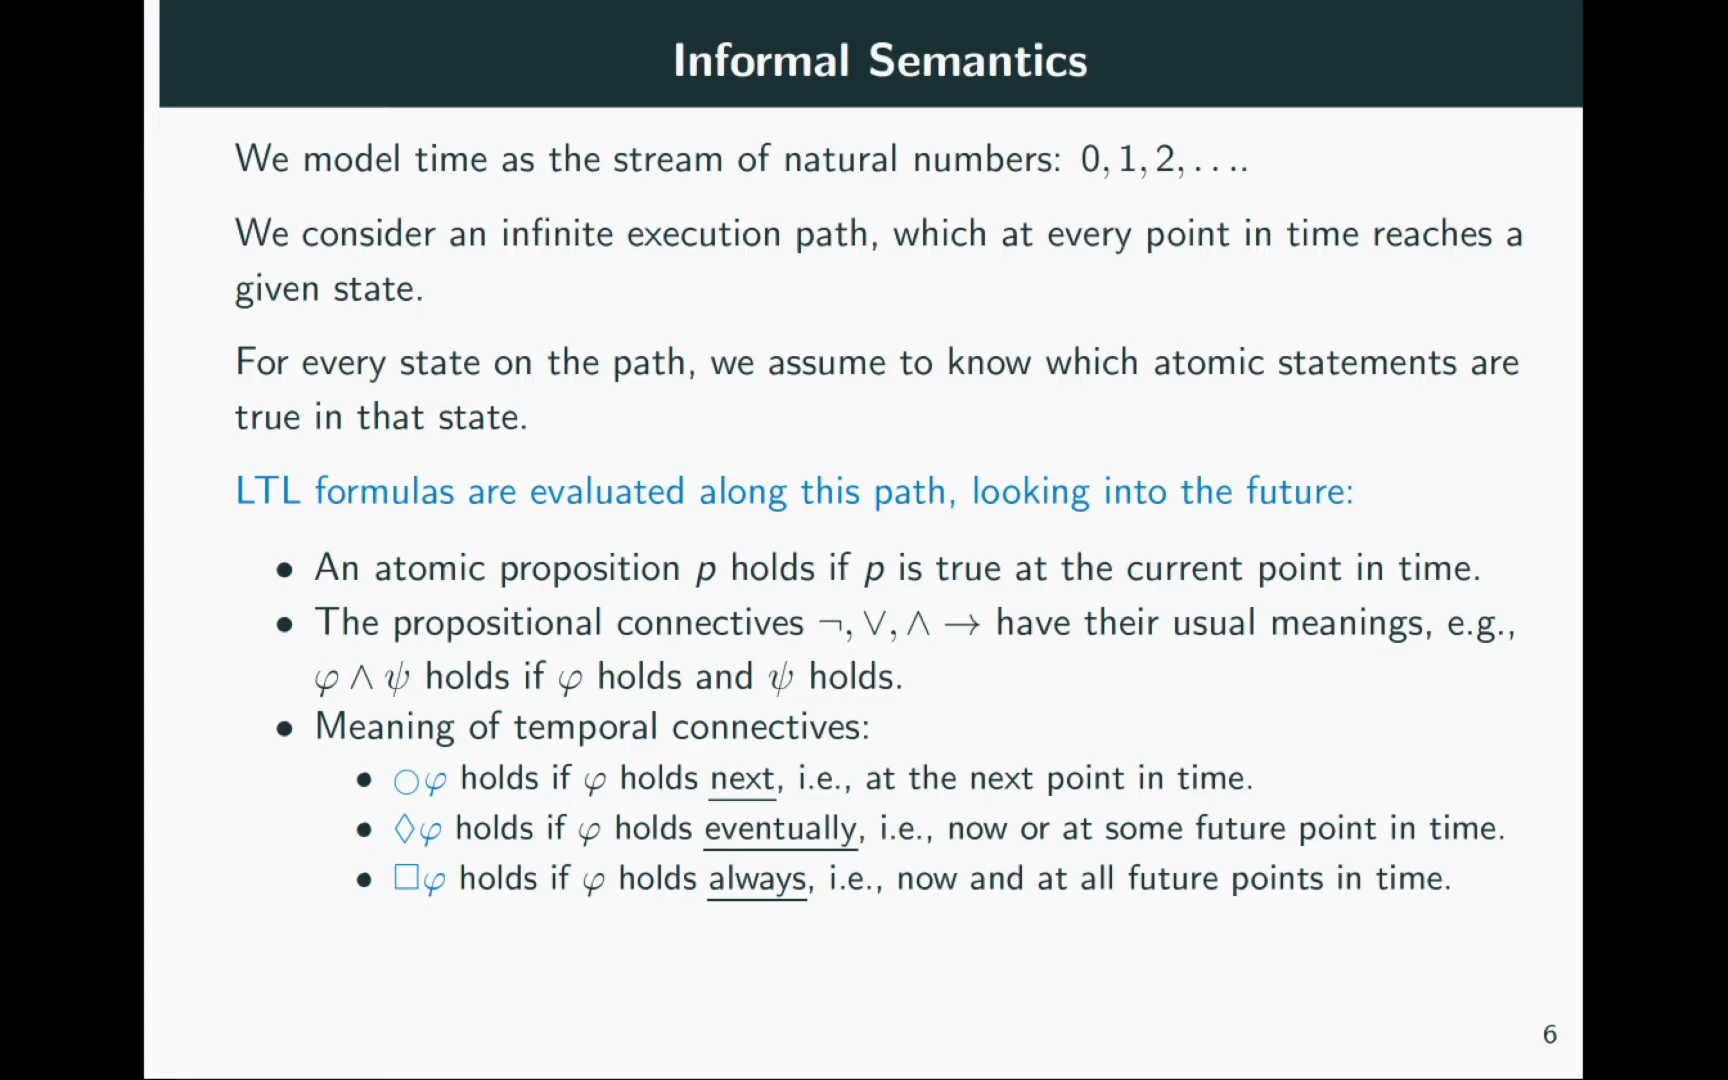 Informal Semantics
We model time as the stream of natural numbers: 0, 1, 2, . . ..
We consider an infinite execution path, which at every point in time reaches a
given state.
For every state on the path, we assume to know which atomic statements are
true in that state.
LTL formulas are evaluated along this path, looking into the future:
• An atomic proposition p holds if p is true at the current point in time.
• The propositional connectives ¬, ∨, ∧ → have their usual meanings, e.g.,
φ ∧ ψ holds if φ holds and ψ holds.
• Meaning of temporal connectives:
• ○φ holds if φ holds next, i.e., at the next point in time.
• ◊φ holds if φ holds eventually, i.e., now or at some future point in time.
• □φ holds if φ holds always, i.e., now and at all future points in time.
6